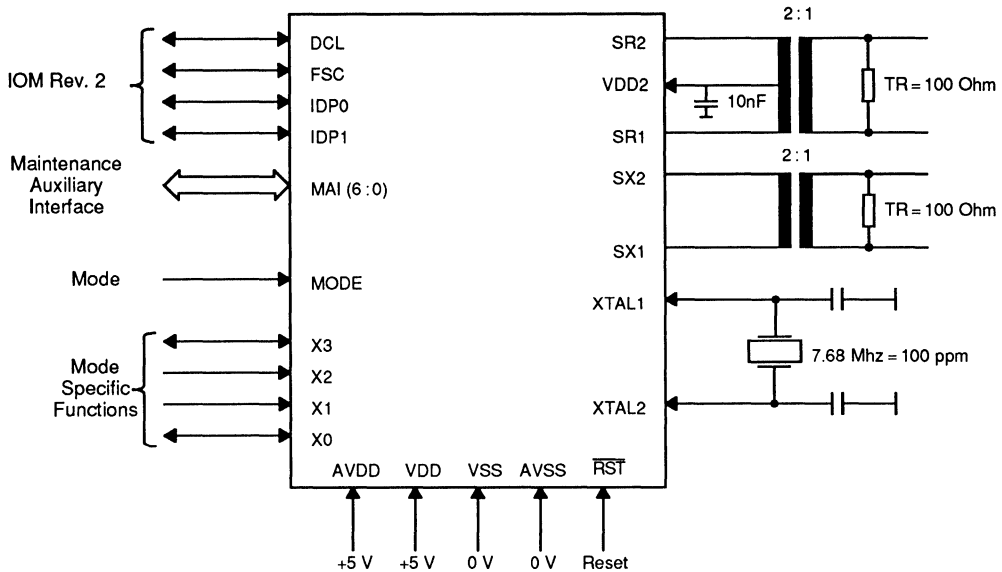 IOM Rev. 2
Maintenance
Auxiliary
Interface
Mode
Mode
Specific
Functions
DCL
FSC
IDP0
IDP1
MAI (6 : 0)
MODE
X3
X2
X1
X0
AVDD VDD VSS AVSS RST
+5 V +5 V 0 V 0 V Reset
SR2
VDD2
SR1
SX2
SX1
XTAL1
XTAL2
2 : 1
10nF
TR = 100 Ohm
2 : 1
TR = 100 Ohm
7.68 Mhz = 100 ppm